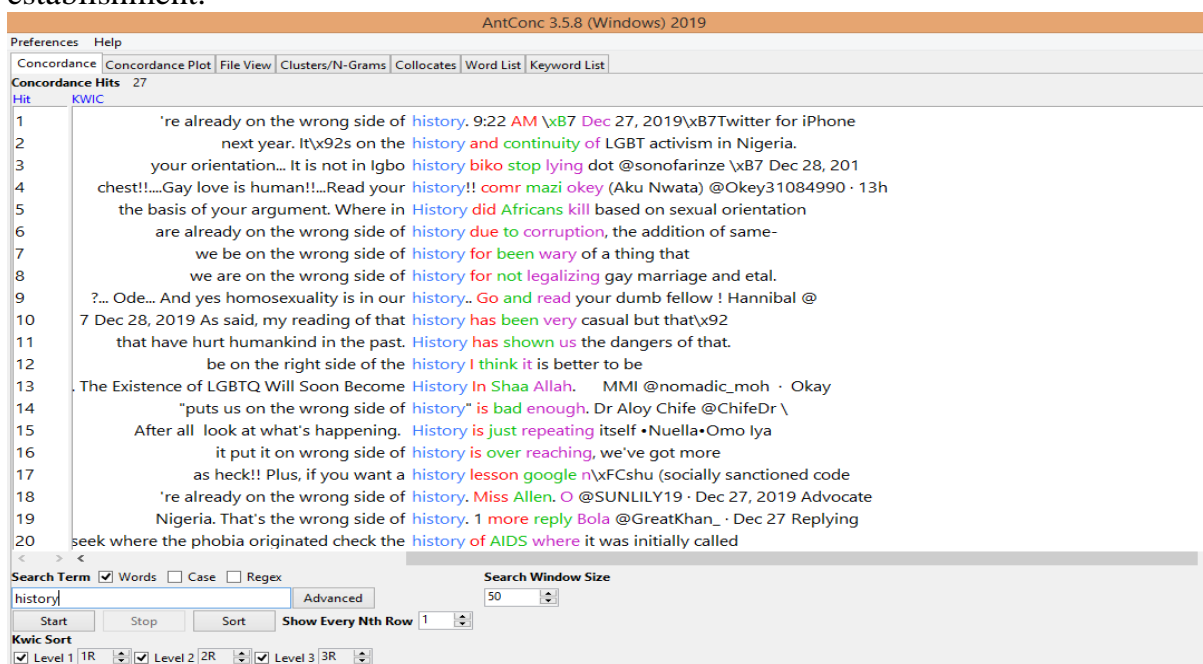 establishment.
AntConc 3.5.8 (Windows) 2019
Preferences Help
Concordance Concordance Plot File View Clusters/N-Grams Collocates Word List Keyword List
Concordance Hits 27
Hit KWIC
1 're already on the wrong side of history. 9:22 AM \xB7 Dec 27, 2019\xB7Twitter for iPhone
2 next year. It\x92s on the history and continuity of LGBT activism in Nigeria.
3 your orientation... It is not in Igbo history biko stop lying dot @sonofarinze \xB7 Dec 28, 201
4 chest!!....Gay love is human!!...Read your history!! comr mazi okey (Aku Nwata) @Okey31084990 · 13h
5 the basis of your argument. Where in History did Africans kill based on sexual orientation
6 are already on the wrong side of history due to corruption, the addition of same-
7 we be on the wrong side of history for been wary of a thing that
8 we are on the wrong side of history for not legalizing gay marriage and etal.
9 ?... Ode... And yes homosexuality is in our history.. Go and read your dumb fellow ! Hannibal @
10 7 Dec 28, 2019 As said, my reading of that history has been very casual but that\x92
11 that have hurt humankind in the past. History has shown us the dangers of that.
12 be on the right side of the history I think it is better to be
13 . The Existence of LGBTQ Will Soon Become History In Shaa Allah. MMI @nomadic_moh · Okay
14 "puts us on the wrong side of history" is bad enough. Dr Aloy Chife @ChifeDr \
15 After all look at what's happening. History is just repeating itself •Nuella•Omo Iya
16 it put it on wrong side of history is over reaching, we've got more
17 as heck!! Plus, if you want a history lesson google n\xFCshu (socially sanctioned code
18 're already on the wrong side of history. Miss Allen. O @SUNLILY19 · Dec 27, 2019 Advocate
19 Nigeria. That's the wrong side of history. 1 more reply Bola @GreatKhan_ · Dec 27 Replying
20 seek where the phobia originated check the history of AIDS where it was initially called
Search Term Words Case Regex Search Window Size
history Advanced 50
Start Stop Sort Show Every Nth Row 1
Kwic Sort
Level 1 1R Level 2 2R Level 3 3R